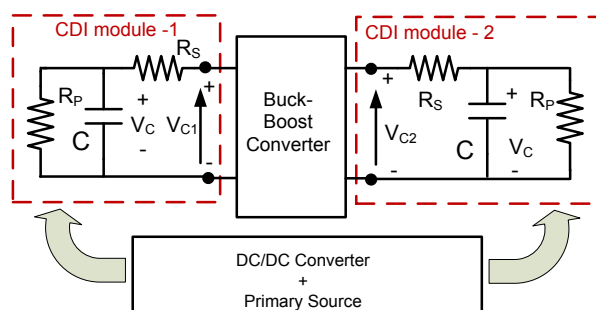 CDI module -1
R_S
R_P
+
V_C
-
C
+
V_C1
-
Buck-
Boost
Converter
CDI module - 2
+
V_C2
-
R_S
+
V_C
-
C
R_P
DC/DC Converter
+
Primary Source